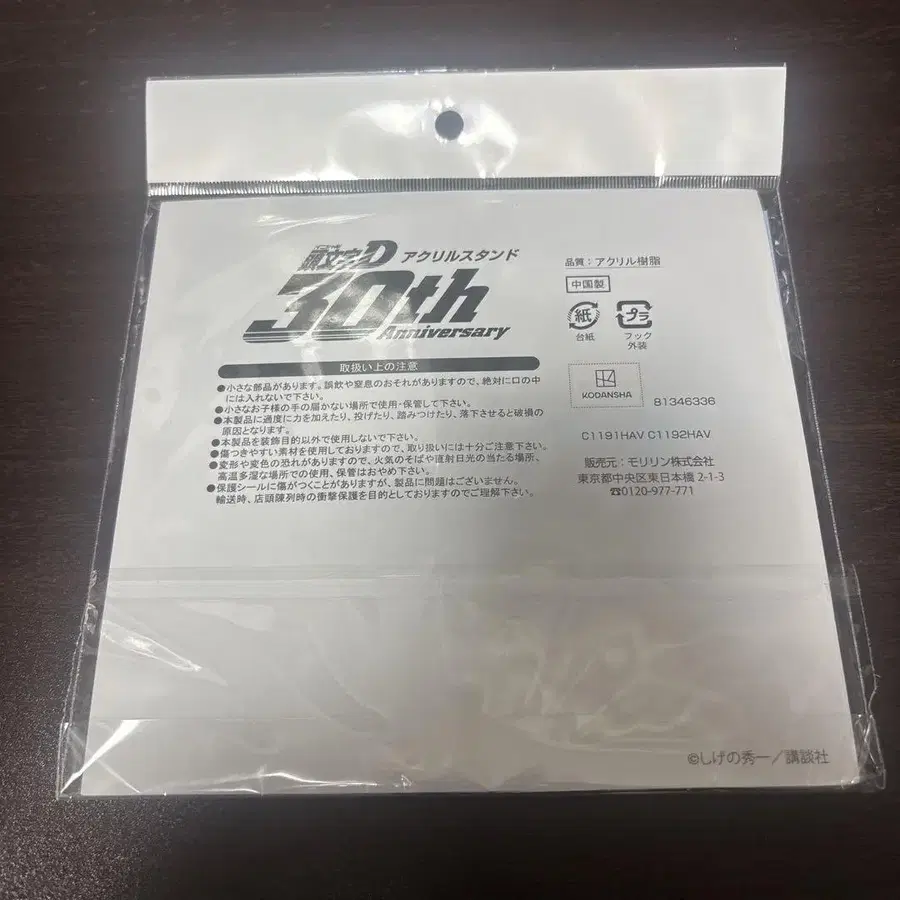 頭文字D アクリルスタンド
30th
Anniversary
取扱い上の注意
●小さな部品があります。誤飲や窒息のおそれがありますので、絶対に口の中
には入れないで下さい。
●小さなお子様の手の届かない場所で使用・保管して下さい。
●本製品に過度に力を加えたり、投げたり、踏みつけたり、落下させると破損の
原因となります。
●本製品を装飾目的以外で使用しないで下さい。
●傷つきやすい素材を使用しておりますので、取り扱いには十分ご注意下さい。
●変形や変色の恐れがありますので、火気のそばや直射日光の当たる場所、
高温多湿な場所での使用、保管はおやめ下さい。
●保護シールに傷がつくことがありますが、製品に問題はございません。
輸送時、店頭陳列時の衝撃保護を目的としておりますのでご理解下さい。
品質：アクリル樹脂
中国製
紙 プラ
台紙 フック
外装
KODANSHA B1346336
C1191HAV C1192HAV
販売元：モリリン株式会社
東京都中央区東日本橋 2-1-3
☎0120-977-771
©しげの秀一／講談社